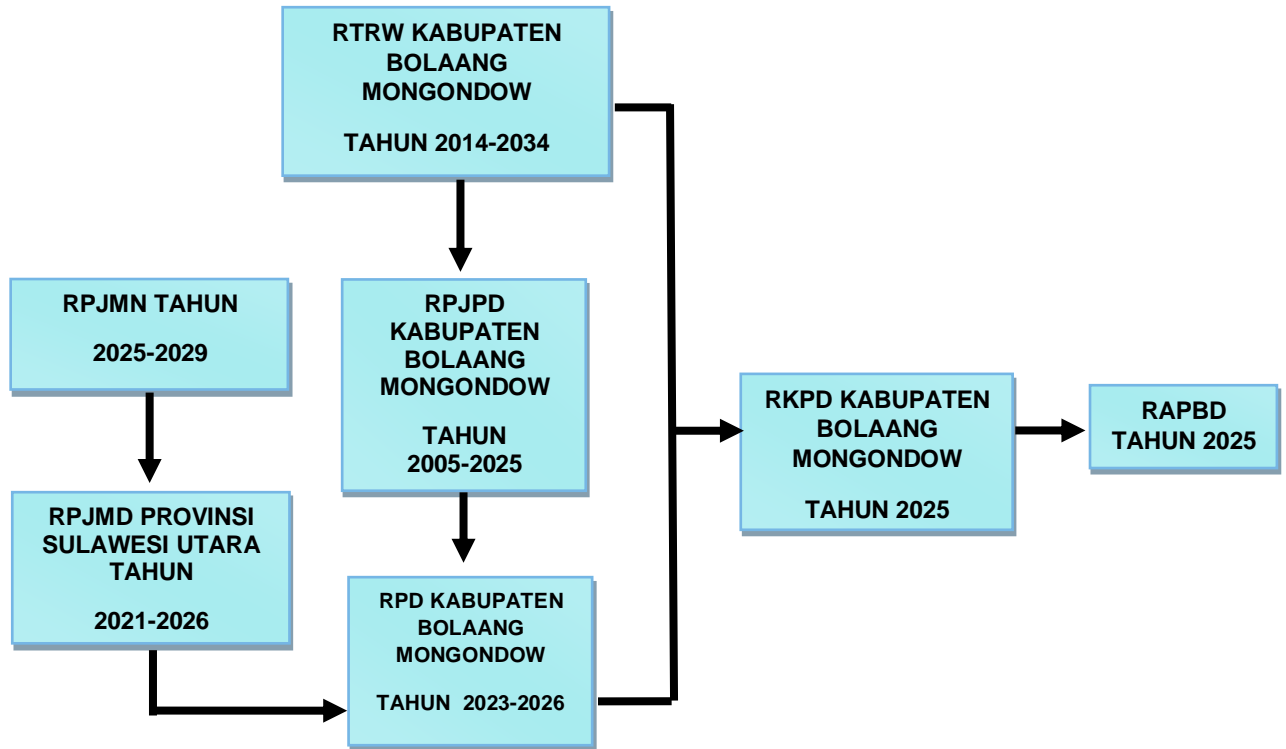 RTRW KABUPATEN
BOLAANG
MONGONDOW
TAHUN 2014-2034
RPJMN TAHUN
2025-2029
RPJPD
KABUPATEN
BOLAANG
MONGONDOW
TAHUN
2005-2025
RKPD KABUPATEN
BOLAANG
MONGONDOW
TAHUN 2025
RAPBD
TAHUN 2025
RPJMD PROVINSI
SULAWESI UTARA
TAHUN
2021-2026
RPD KABUPATEN
BOLAANG
MONGONDOW
TAHUN 2023-2026